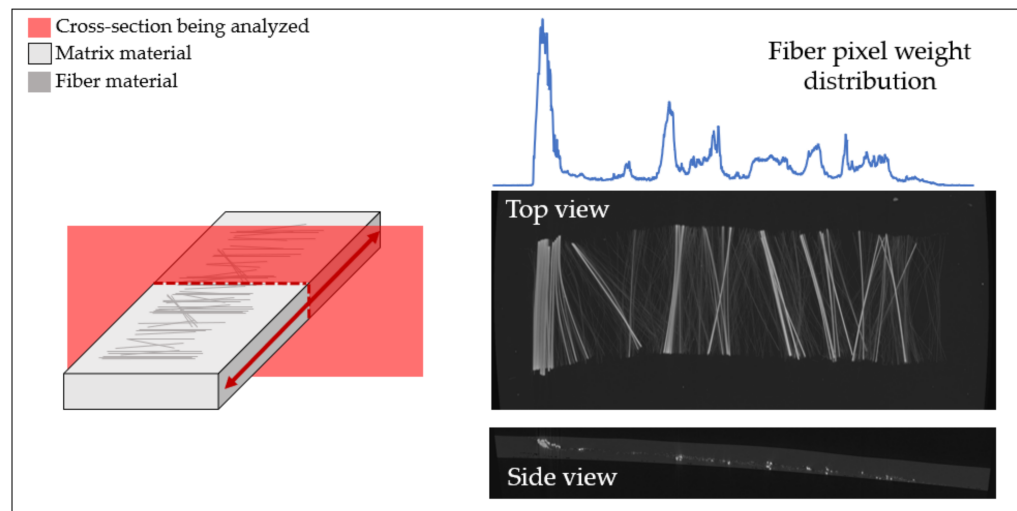 Cross-section being analyzed
Matrix material
Fiber material
Fiber pixel weight
distribution
Top view
Side view